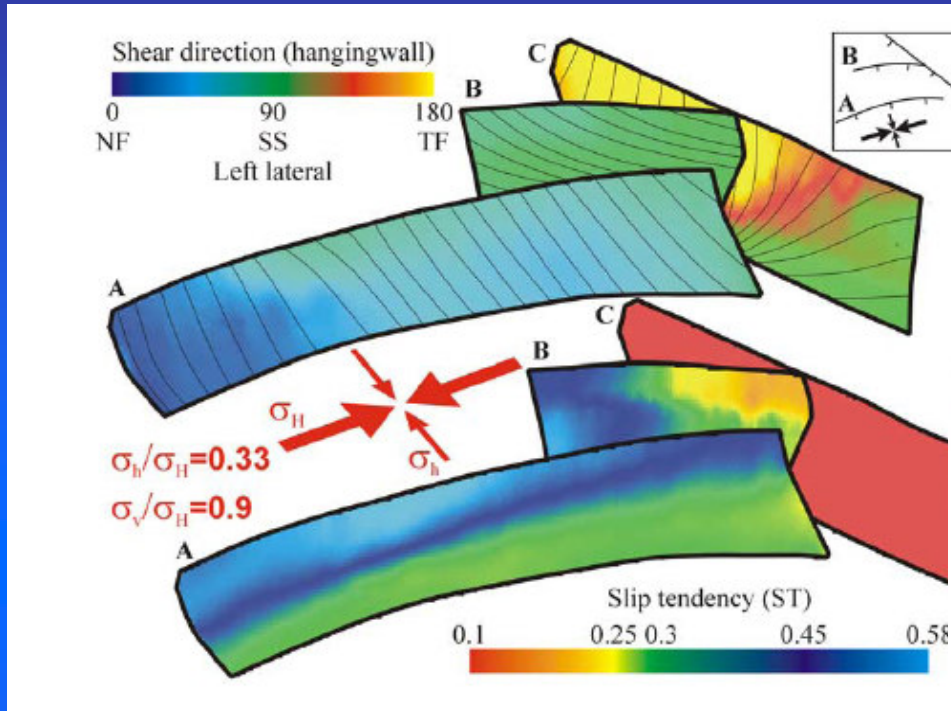 Shear direction (hangingwall)
0 90 180
NF SS TF
Left lateral
C
B
A
B
A
σH
σh
σh/σH=0.33
σv/σH=0.9
C
B
A
Slip tendency (ST)
0.1 0.25 0.3 0.45 0.58